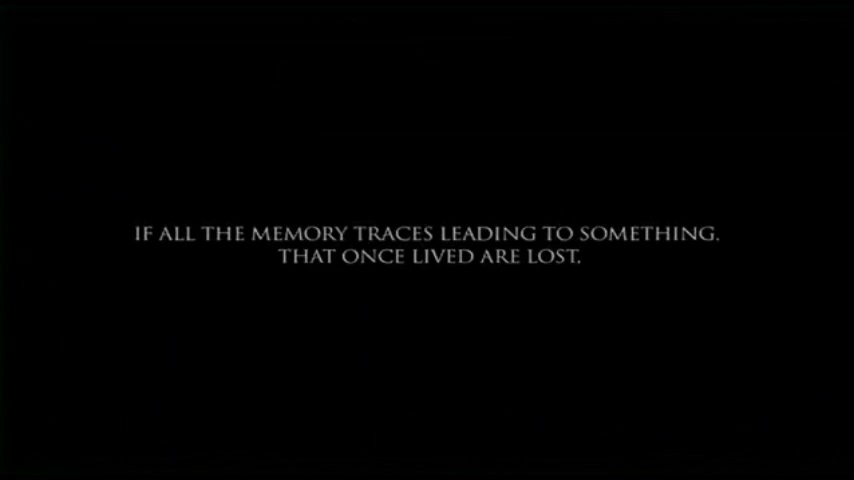 IF ALL THE MEMORY TRACES LEADING TO SOMETHING,
THAT ONCE LIVED ARE LOST,